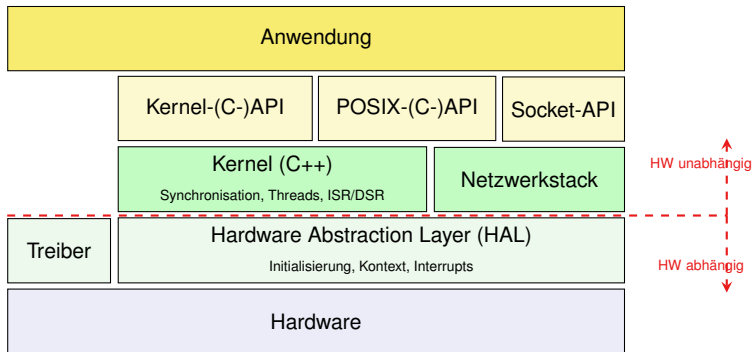 Anwendung
Kernel-(C-)API
POSIX-(C-)API
Socket-API
Kernel (C++)
Synchronisation, Threads, ISR/DSR
Netzwerkstack
HW unabhängig
Treiber
Hardware Abstraction Layer (HAL)
Initialisierung, Kontext, Interrupts
HW abhängig
Hardware